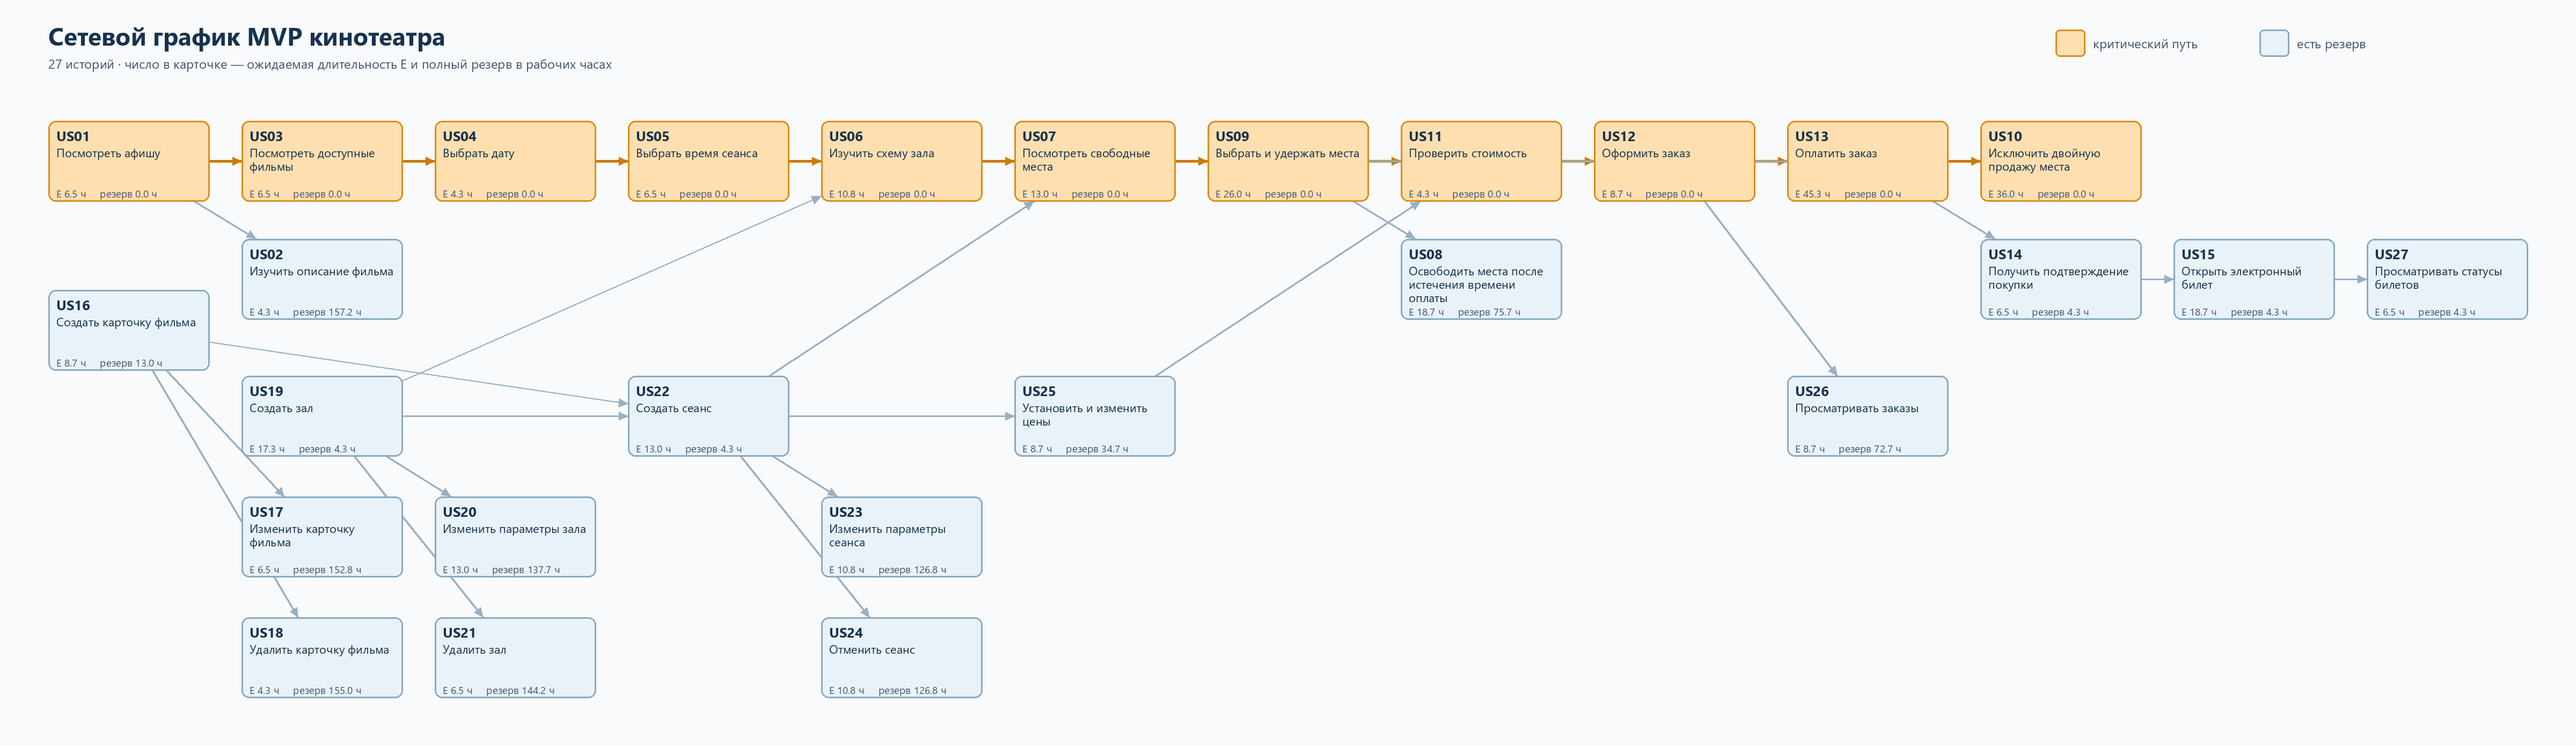 Сетевой график MVP кинотеатра
27 историй · число в карточке — ожидаемая длительность E и полный резерв в рабочих часах
критический путь
есть резерв
US01
Посмотреть афишу
E 6.5 ч резерв 0.0 ч
US03
Посмотреть доступные
фильмы
E 6.5 ч резерв 0.0 ч
US04
Выбрать дату
E 4.3 ч резерв 0.0 ч
US05
Выбрать время сеанса
E 6.5 ч резерв 0.0 ч
US06
Изучить схему зала
E 10.8 ч резерв 0.0 ч
US07
Посмотреть свободные
места
E 13.0 ч резерв 0.0 ч
US09
Выбрать и удержать места
E 26.0 ч резерв 0.0 ч
US11
Проверить стоимость
E 4.3 ч резерв 0.0 ч
US12
Оформить заказ
E 8.7 ч резерв 0.0 ч
US13
Оплатить заказ
E 45.3 ч резерв 0.0 ч
US10
Исключить двойную
продажу места
E 36.0 ч резерв 0.0 ч
US02
Изучить описание фильма
E 4.3 ч резерв 157.2 ч
US08
Освободить места после
истечения времени
оплаты
E 18.7 ч резерв 75.7 ч
US14
Получить подтверждение
покупки
E 6.5 ч резерв 4.3 ч
US15
Открыть электронный
билет
E 18.7 ч резерв 4.3 ч
US27
Просматривать статусы
билетов
E 6.5 ч резерв 4.3 ч
US16
Создать карточку фильма
E 8.7 ч резерв 13.0 ч
US19
Создать зал
E 17.3 ч резерв 4.3 ч
US22
Создать сеанс
E 13.0 ч резерв 4.3 ч
US25
Установить и изменить
цены
E 8.7 ч резерв 34.7 ч
US26
Просматривать заказы
E 8.7 ч резерв 72.7 ч
US17
Изменить карточку
фильма
E 6.5 ч резерв 152.8 ч
US20
Изменить параметры зала
E 13.0 ч резерв 137.7 ч
US23
Изменить параметры
сеанса
E 10.8 ч резерв 126.8 ч
US18
Удалить карточку фильма
E 4.3 ч резерв 155.0 ч
US21
Удалить зал
E 6.5 ч резерв 144.2 ч
US24
Отменить сеанс
E 10.8 ч резерв 126.8 ч